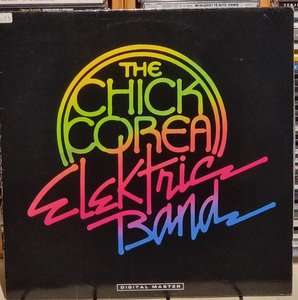 THE
CHICK
COREA
Elektric
Band
DIGITAL MASTER